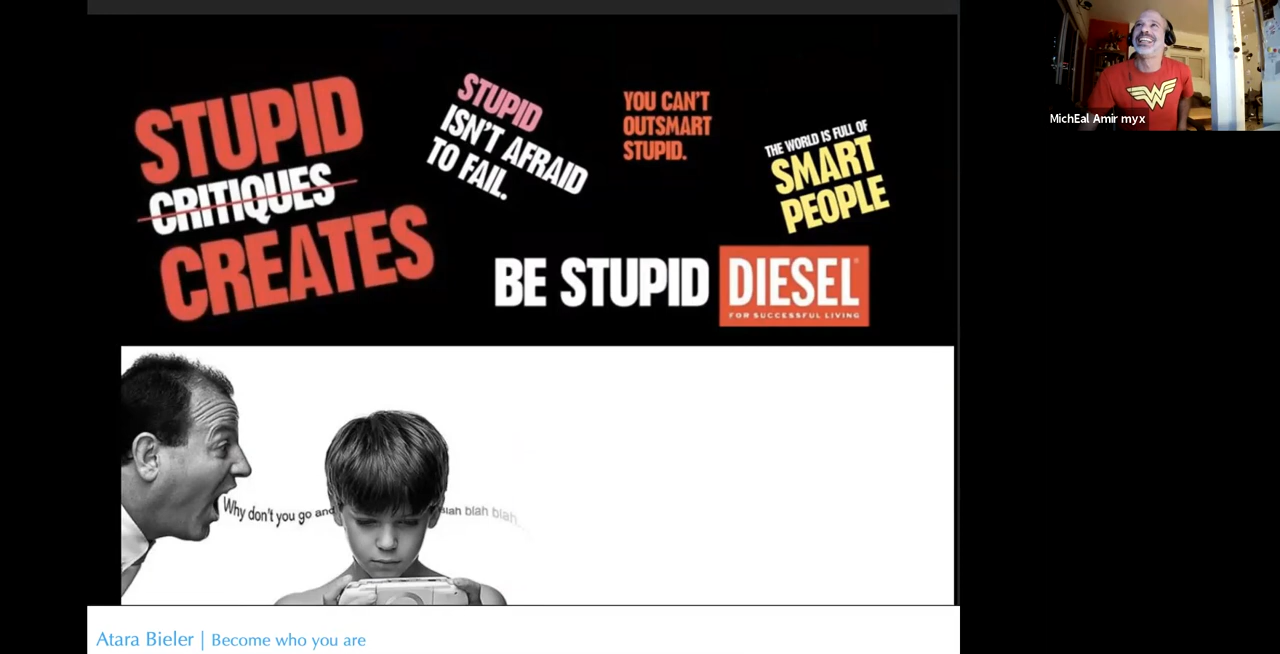 STUPID
CRITIQUES
CREATES
STUPID
ISN'T AFRAID
TO FAIL.
YOU CAN'T
OUTSMART
STUPID.
THE WORLD IS FULL OF
SMART
PEOPLE
BE STUPID DIESEL
FOR SUCCESSFUL LIVING
MichEal Amir myx
Why don't you go and blah blah blah
Atara Bieler | Become who you are